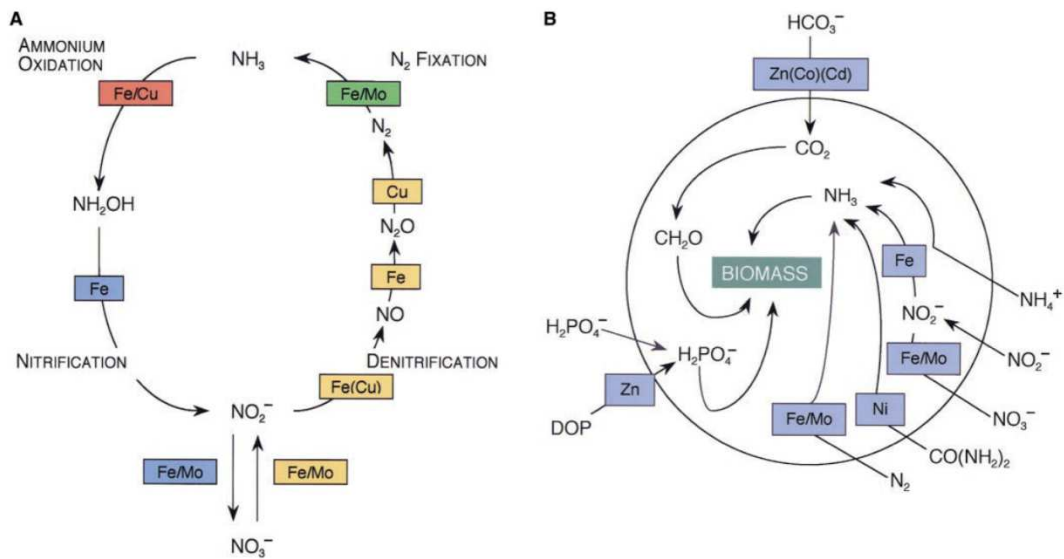 A
AMMONIUM
OXIDATION
NH₃
N₂ FIXATION
Fe/Cu
Fe/Mo
N₂
Cu
NH₂OH
N₂O
Fe
Fe
NO
NITRIFICATION
DENITRIFICATION
Fe(Cu)
NO₂⁻
Fe/Mo
Fe/Mo
NO₃⁻
B
HCO₃⁻
Zn(Co)(Cd)
CO₂
NH₃
CH₂O
Fe
BIOMASS
NH₄⁺
NO₂⁻
H₂PO₄⁻
H₂PO₄⁻
Fe/Mo
NO₂⁻
Zn
Fe/Mo
Ni
NO₃⁻
DOP
CO(NH₂)₂
N₂